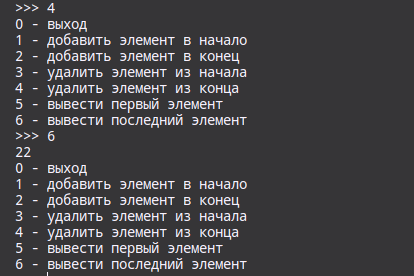 >>> 4
0 - выход
1 - добавить элемент в начало
2 - добавить элемент в конец
3 - удалить элемент из начала
4 - удалить элемент из конца
5 - вывести первый элемент
6 - вывести последний элемент
>>> 6
22
0 - выход
1 - добавить элемент в начало
2 - добавить элемент в конец
3 - удалить элемент из начала
4 - удалить элемент из конца
5 - вывести первый элемент
6 - вывести последний элемент